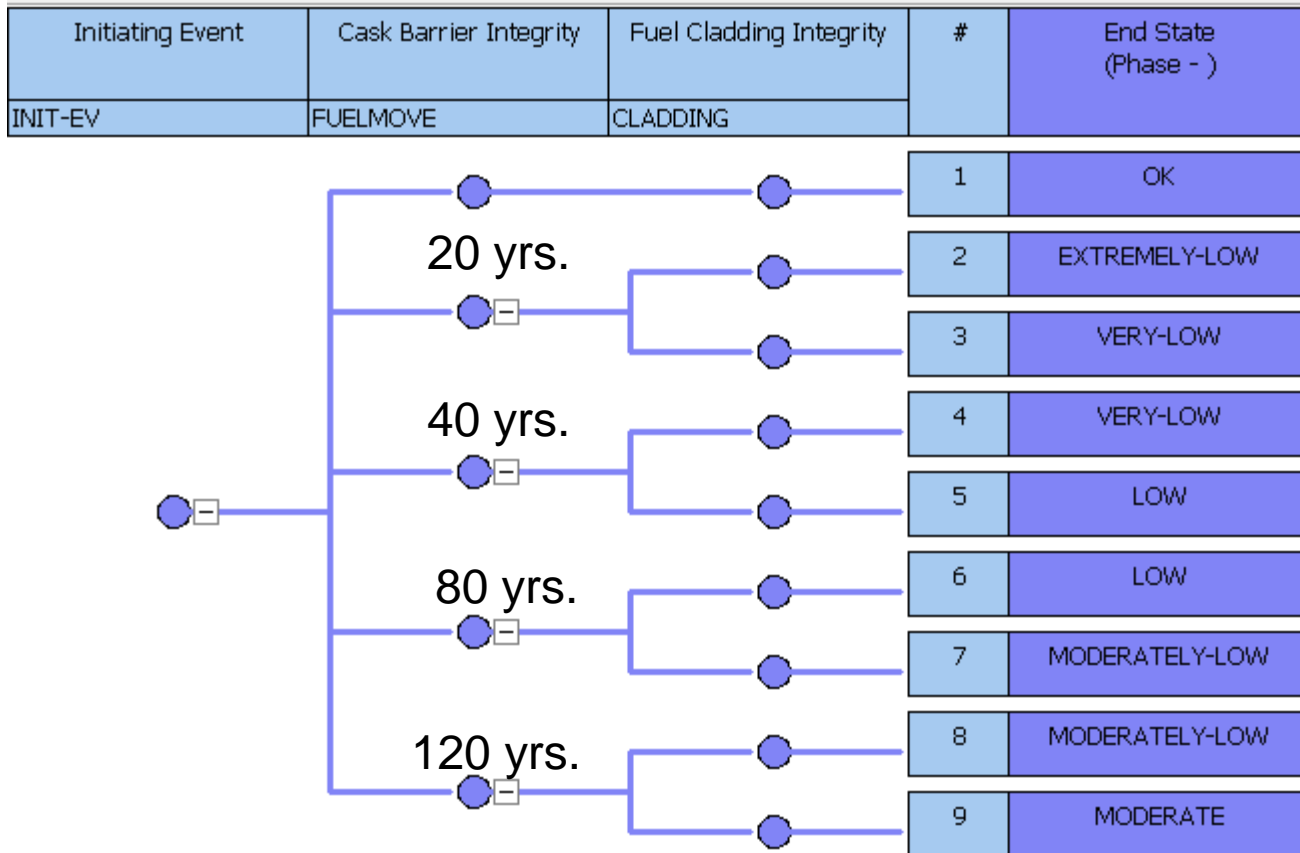 Initiating Event
Cask Barrier Integrity
Fuel Cladding Integrity
#
End State
(Phase - )
INIT-EV
FUELMOVE
CLADDING
1
OK
20 yrs.
2
EXTREMELY-LOW
3
VERY-LOW
40 yrs.
4
VERY-LOW
5
LOW
80 yrs.
6
LOW
7
MODERATELY-LOW
120 yrs.
8
MODERATELY-LOW
9
MODERATE